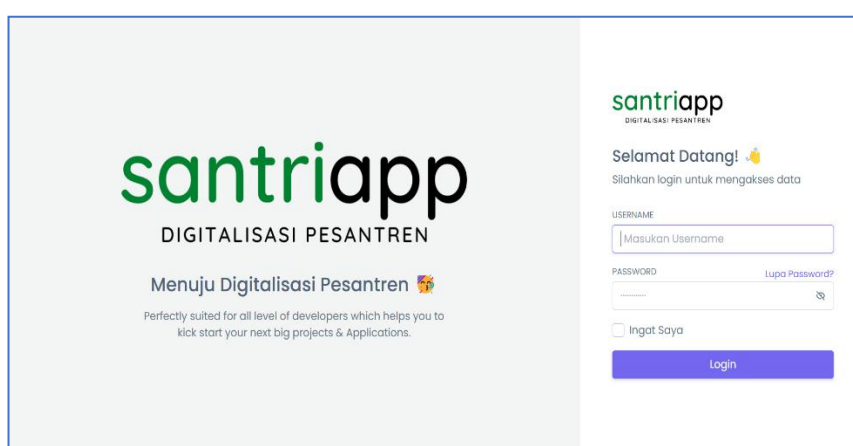 santriapp
DIGITALISASI PESANTREN
Menuju Digitalisasi Pesantren
Perfectly suited for all level of developers which helps you to
kick start your next big projects & Applications.
santriapp
DIGITALISASI PESANTREN
Selamat Datang! 👋
Silahkan login untuk mengakses data
USERNAME
Masukan Username
PASSWORD
Lupa Password?
Ingat Saya
Login